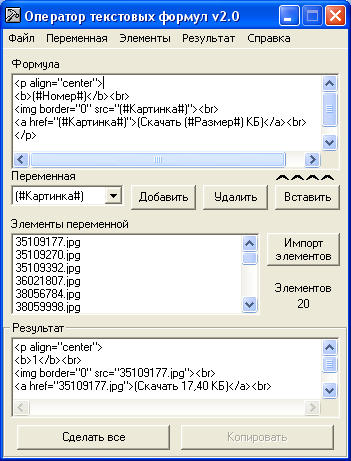 Оператор текстовых формул v2.0
Файл Переменная Элементы Результат Справка
Формула
<p align="center">
<b>(#Номер#)</b><br>
<img border="0" src="(#Картинка#)"><br>
<a href="(#Картинка#)">(Скачать (#Размер#) КБ)</a><br>
</p>
Переменная
(#Картинка#) Добавить Удалить Вставить
Элементы переменной
35109177.jpg
35109270.jpg
35109392.jpg
36021807.jpg
38056784.jpg
38059998.jpg
Импорт
элементов
Элементов
20
Результат
<p align="center">
<b>1</b><br>
<img border="0" src="35109177.jpg"><br>
<a href="35109177.jpg">(Скачать 17,40 КБ)</a><br>
Сделать все Копировать